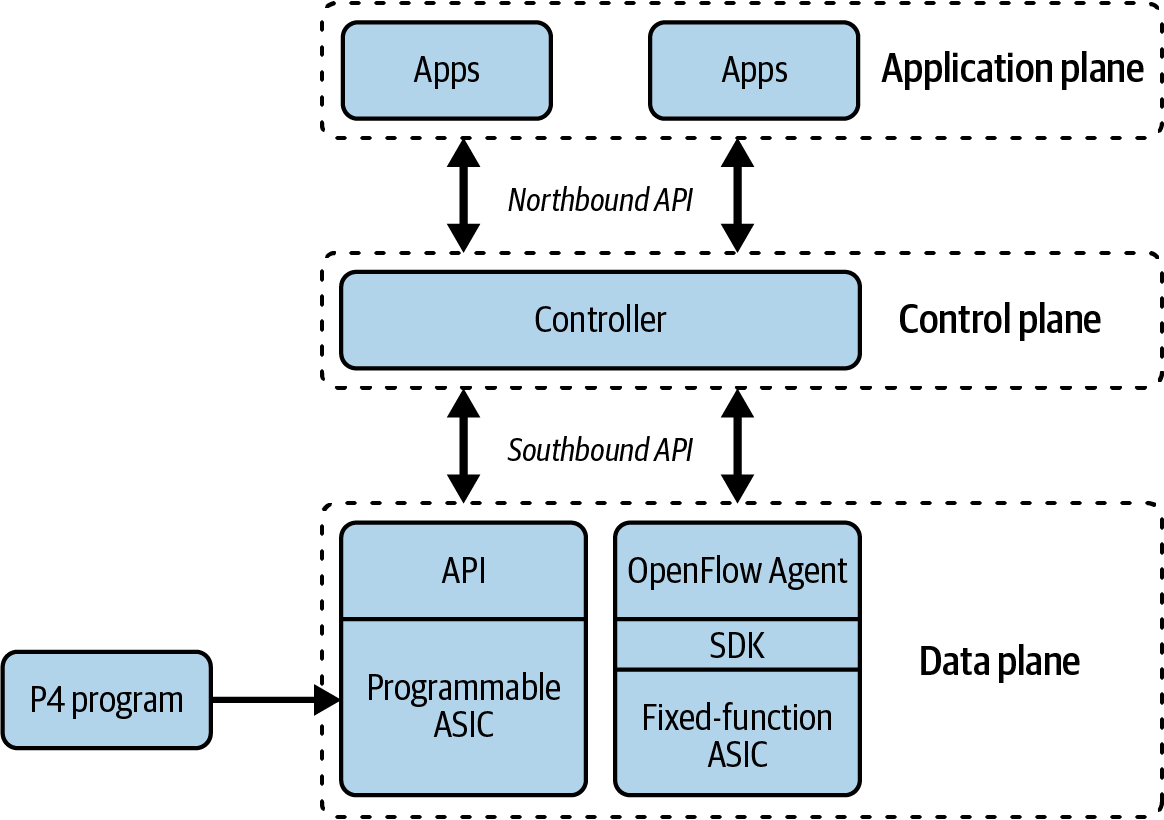 Apps
Apps
Application plane
Northbound API
Controller
Control plane
Southbound API
API
OpenFlow Agent
SDK
Data plane
P4 program
Programmable
ASIC
Fixed-function
ASIC